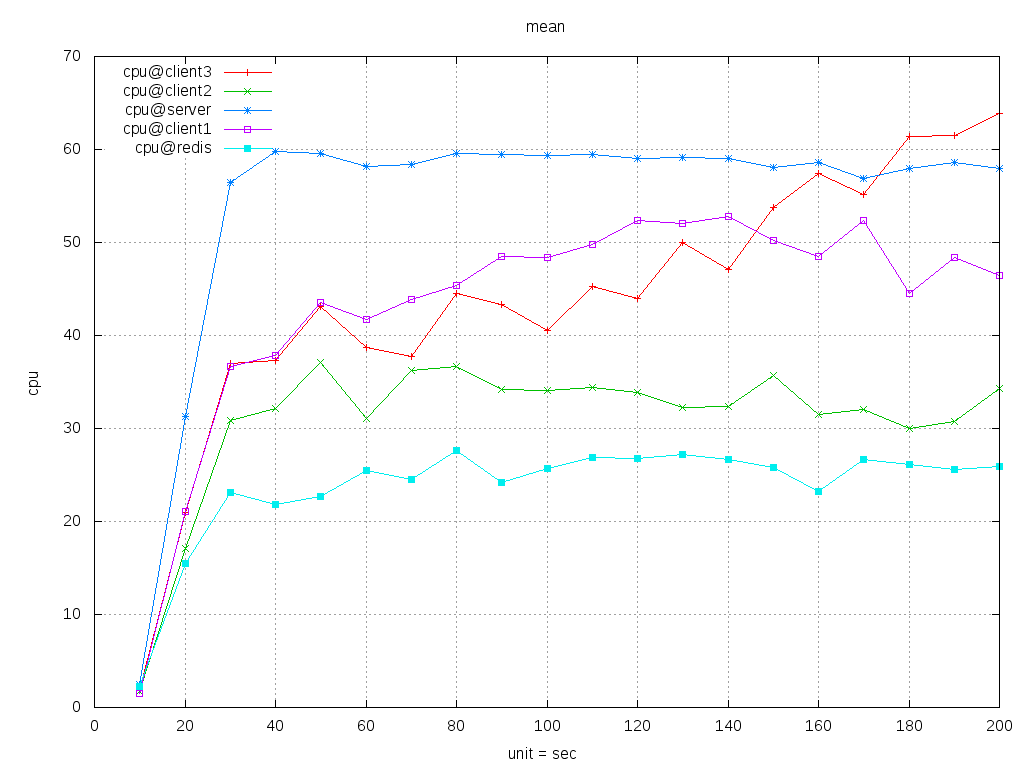 mean
70
60
50
40
30
20
10
0
cpu
cpu@client3
cpu@client2
cpu@server
cpu@client1
cpu@redis
0 20 40 60 80 100 120 140 160 180 200
unit = sec